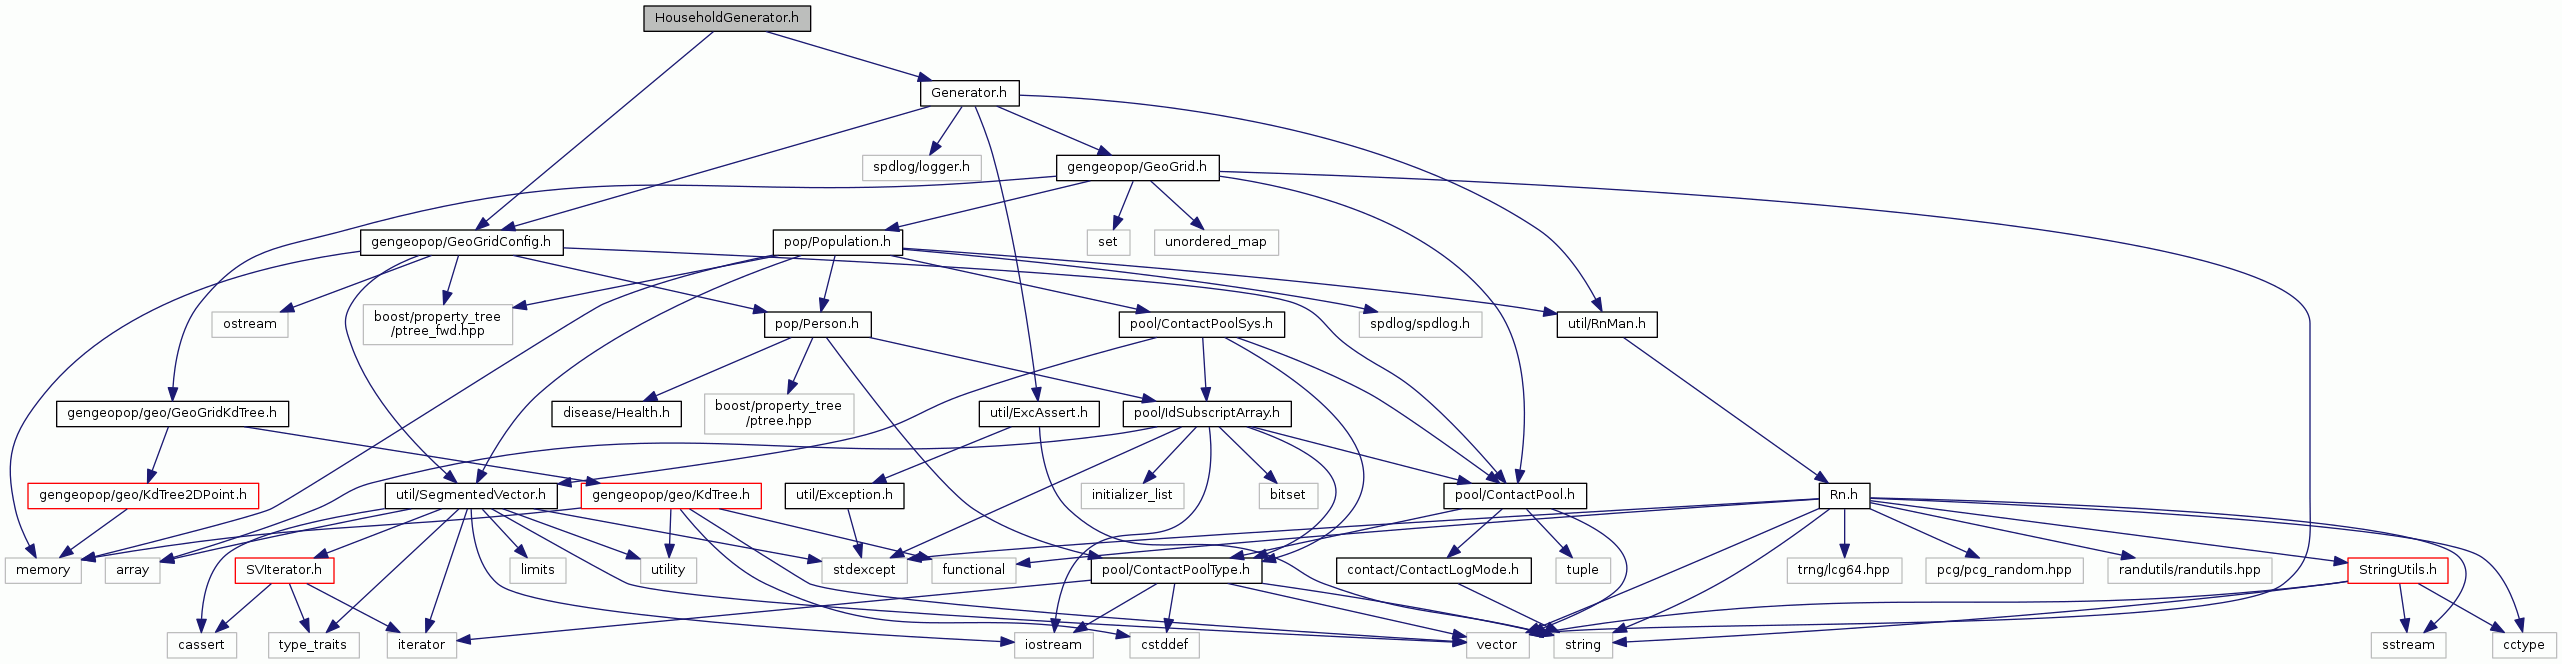 HouseholdGenerator.h
Generator.h
spdlog/logger.h
gengeopop/GeoGrid.h
gengeopop/GeoGridConfig.h
pop/Population.h
set
unordered_map
ostream
boost/property_tree
/ptree_fwd.hpp
pop/Person.h
pool/ContactPoolSys.h
spdlog/spdlog.h
util/RnMan.h
gengeopop/geo/GeoGridKdTree.h
disease/Health.h
boost/property_tree
/ptree.hpp
util/ExcAssert.h
pool/IdSubscriptArray.h
gengeopop/geo/KdTree2DPoint.h
util/SegmentedVector.h
gengeopop/geo/KdTree.h
util/Exception.h
initializer_list
bitset
pool/ContactPool.h
Rn.h
memory
array
SVIterator.h
limits
utility
stdexcept
functional
pool/ContactPoolType.h
contact/ContactLogMode.h
tuple
trng/lcg64.hpp
pcg/pcg_random.hpp
randutils/randutils.hpp
StringUtils.h
cassert
type_traits
iterator
iostream
cstddef
vector
string
sstream
cctype